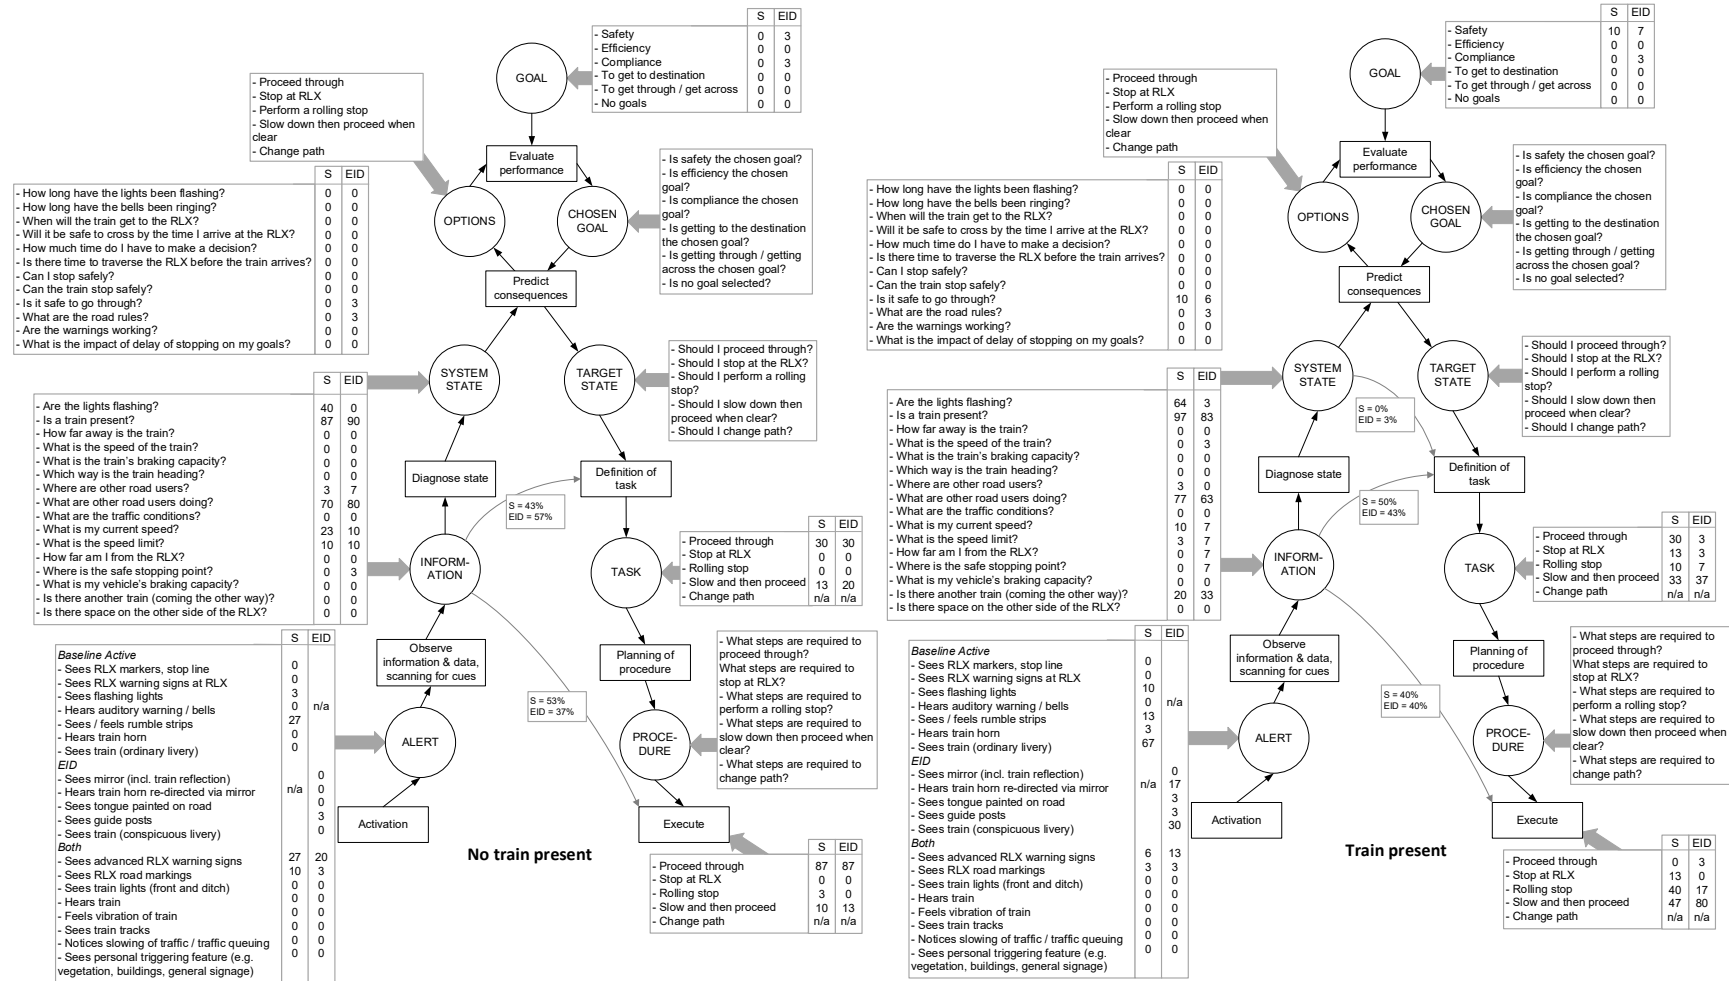 S EID
- Safety 0 3
- Efficiency 0 0
- Compliance 0 3
- To get to destination 0 0
- To get through / get across 0 0
- No goals 0 0
GOAL
- Proceed through
- Stop at RLX
- Perform a rolling stop
- Slow down then proceed when
clear
- Change path
Evaluate
performance
OPTIONS
CHOSEN
GOAL
- Is safety the chosen goal?
- Is efficiency the chosen
goal?
- Is compliance the chosen
goal?
- Is getting to the destination
the chosen goal?
- Is getting through / getting
across the chosen goal?
- Is no goal selected?
S EID
- How long have the lights been flashing? 0 0
- How long have the bells been ringing? 0 0
- When will the train get to the RLX? 0 0
- Will it be safe to cross by the time I arrive at the RLX? 0 0
- How much time do I have to make a decision? 0 0
- Is there time to traverse the RLX before the train arrives? 0 0
- Can I stop safely? 0 0
- Can the train stop safely? 0 0
- Is it safe to go through? 0 3
- What are the road rules? 0 3
- Are the warnings working? 0 0
- What is the impact of delay of stopping on my goals? 0 0
Predict
consequences
SYSTEM
STATE
TARGET
STATE
- Should I proceed through?
- Should I stop at the RLX?
- Should I perform a rolling
stop?
- Should I slow down then
proceed when clear?
- Should I change path?
S EID
- Are the lights flashing? 40 0
- Is a train present? 87 90
- How far away is the train? 0 0
- What is the speed of the train? 0 0
- What is the train's braking capacity? 0 0
- Which way is the train heading? 0 0
- Where are other road users? 3 7
- What are other road users doing? 70 80
- What are the traffic conditions? 0 0
- What is my current speed? 23 10
- What is the speed limit? 10 10
- How far am I from the RLX? 0 0
- Where is the safe stopping point? 0 3
- What is my vehicle's braking capacity? 0 0
- Is there another train (coming the other way)? 0 0
- Is there space on the other side of the RLX? 0 0
Diagnose state
Definition of
task
S = 43%
EID = 57%
INFORM-
ATION
TASK
S EID
- Proceed through 30 30
- Stop at RLX 0 0
- Rolling stop 0 0
- Slow and then proceed 13 20
- Change path n/a n/a
Observe
information & data,
scanning for cues
Planning of
procedure
- What steps are required to
proceed through?
What steps are required to
stop at RLX?
- What steps are required to
perform a rolling stop?
- What steps are required to
slow down then proceed when
clear?
- What steps are required to
change path?
S = 53%
EID = 37%
ALERT
PROCE-
DURE
S EID
Baseline Active
- Sees RLX markers, stop line 0
- Sees RLX warning signs at RLX 0
- Sees flashing lights 3
- Hears auditory warning / bells 0 n/a
- Sees / feels rumble strips 27
- Hears train horn 0
- Sees train (ordinary livery) 0
EID
- Sees mirror (incl. train reflection) 0
- Hears train horn re-directed via mirror n/a 0
- Sees tongue painted on road 0
- Sees guide posts 3
- Sees train (conspicuous livery) 0
Both
- Sees advanced RLX warning signs 27 20
- Sees RLX road markings 10 3
- Sees train lights (front and ditch) 0 0
- Hears train 0 0
- Feels vibration of train 0 0
- Sees train tracks 0 0
- Notices slowing of traffic / traffic queuing 0 0
- Sees personal triggering feature (e.g. 0 0
vegetation, buildings, general signage)
Activation
Execute
No train present
S EID
- Proceed through 87 87
- Stop at RLX 0 0
- Rolling stop 3 0
- Slow and then proceed 10 13
- Change path n/a n/a
S EID
- Safety 10 7
- Efficiency 0 0
- Compliance 0 3
- To get to destination 0 0
- To get through / get across 0 0
- No goals 0 0
GOAL
- Proceed through
- Stop at RLX
- Perform a rolling stop
- Slow down then proceed when
clear
- Change path
Evaluate
performance
OPTIONS
CHOSEN
GOAL
- Is safety the chosen goal?
- Is efficiency the chosen
goal?
- Is compliance the chosen
goal?
- Is getting to the destination
the chosen goal?
- Is getting through / getting
across the chosen goal?
- Is no goal selected?
S EID
- How long have the lights been flashing? 0 0
- How long have the bells been ringing? 0 0
- When will the train get to the RLX? 0 0
- Will it be safe to cross by the time I arrive at the RLX? 0 0
- How much time do I have to make a decision? 0 0
- Is there time to traverse the RLX before the train arrives? 0 0
- Can I stop safely? 0 0
- Can the train stop safely? 0 0
- Is it safe to go through? 10 6
- What are the road rules? 0 3
- Are the warnings working? 0 0
- What is the impact of delay of stopping on my goals? 0 0
Predict
consequences
SYSTEM
STATE
TARGET
STATE
- Should I proceed through?
- Should I stop at the RLX?
- Should I perform a rolling
stop?
- Should I slow down then
proceed when clear?
- Should I change path?
S = 0%
EID = 3%
S EID
- Are the lights flashing? 64 3
- Is a train present? 97 83
- How far away is the train? 0 0
- What is the speed of the train? 0 3
- What is the train's braking capacity? 0 0
- Which way is the train heading? 0 0
- Where are other road users? 3 0
- What are other road users doing? 77 63
- What are the traffic conditions? 0 0
- What is my current speed? 10 7
- What is the speed limit? 3 7
- How far am I from the RLX? 0 7
- Where is the safe stopping point? 0 7
- What is my vehicle's braking capacity? 0 0
- Is there another train (coming the other way)? 20 33
- Is there space on the other side of the RLX? 0 0
Diagnose state
Definition of
task
S = 50%
EID = 43%
INFORM-
ATION
TASK
S EID
- Proceed through 30 3
- Stop at RLX 13 3
- Rolling stop 10 7
- Slow and then proceed 33 37
- Change path n/a n/a
Observe
information & data,
scanning for cues
Planning of
procedure
- What steps are required to
proceed through?
What steps are required to
stop at RLX?
- What steps are required to
perform a rolling stop?
- What steps are required to
slow down then proceed when
clear?
- What steps are required to
change path?
S = 40%
EID = 40%
ALERT
PROCE-
DURE
S EID
Baseline Active
- Sees RLX markers, stop line 0
- Sees RLX warning signs at RLX 0
- Sees flashing lights 10
- Hears auditory warning / bells 0 n/a
- Sees / feels rumble strips 13
- Hears train horn 3
- Sees train (ordinary livery) 67
EID
- Sees mirror (incl. train reflection) 0
- Hears train horn re-directed via mirror n/a 17
- Sees tongue painted on road 3
- Sees guide posts 3
- Sees train (conspicuous livery) 30
Both
- Sees advanced RLX warning signs 6 13
- Sees RLX road markings 3 3
- Sees train lights (front and ditch) 0 0
- Hears train 0 0
- Feels vibration of train 0 0
- Sees train tracks 0 0
- Notices slowing of traffic / traffic queuing 0 0
- Sees personal triggering feature (e.g. 0 0
vegetation, buildings, general signage)
Activation
Execute
Train present
S EID
- Proceed through 0 3
- Stop at RLX 13 0
- Rolling stop 40 17
- Slow and then proceed 47 80
- Change path n/a n/a